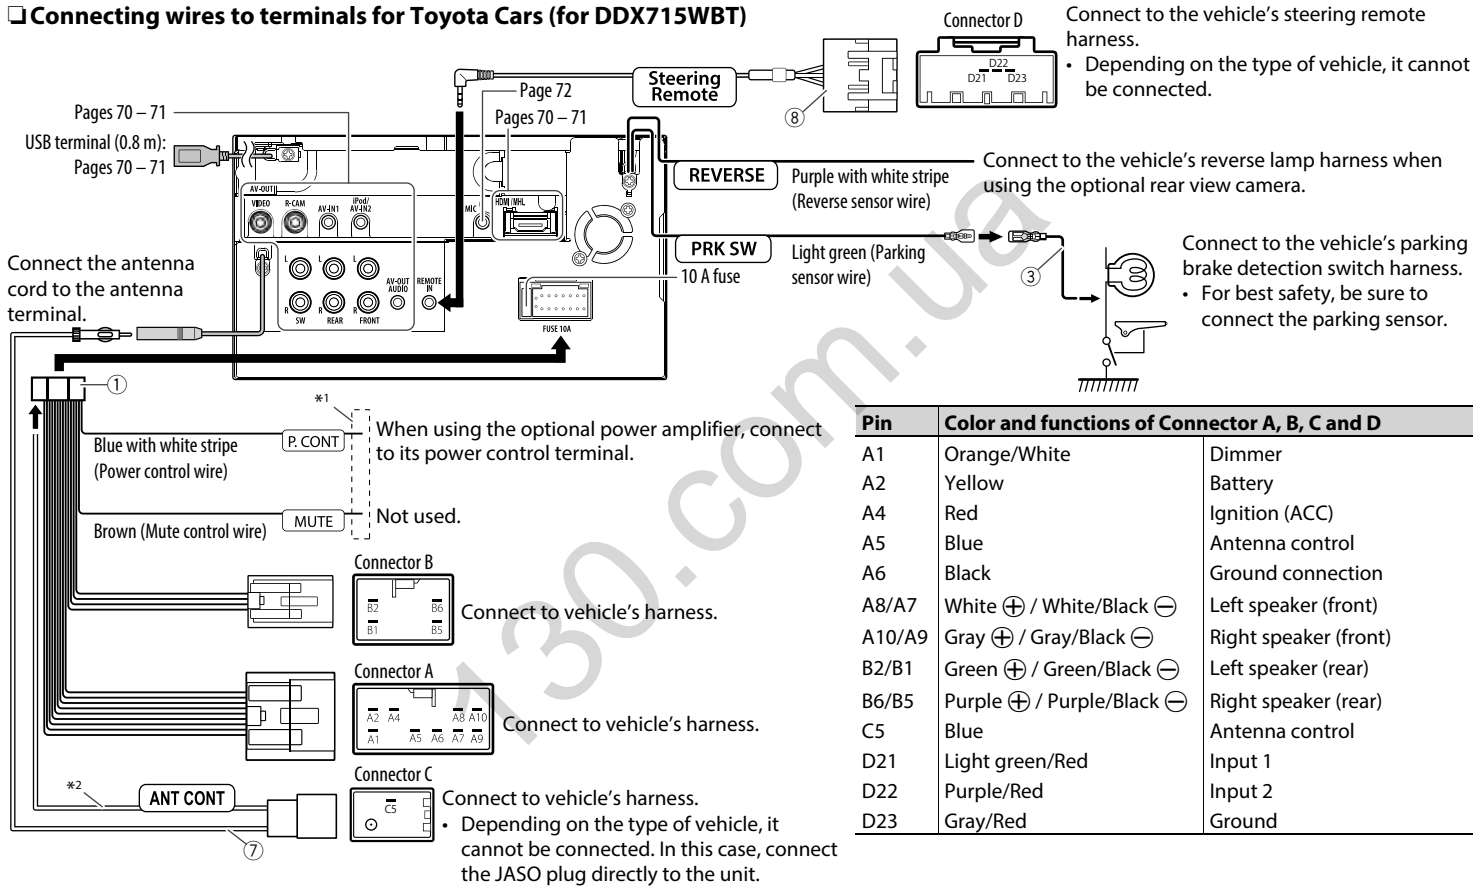 ❏ Connecting wires to terminals for Toyota Cars (for DDX715WBT)
Connector D
D22
D21 D23
Connect to the vehicle's steering remote
harness.
• Depending on the type of vehicle, it cannot
be connected.
Steering
Remote
⑧
Page 72
Pages 70 – 71
Pages 70 – 71
USB terminal (0.8 m):
Pages 70 – 71
AV-OUT
VIDEO
R-CAM
AV-IN1
iPod/
AV-IN2
MIC
HDMI/MHL
REVERSE
Purple with white stripe
(Reverse sensor wire)
Connect to the vehicle's reverse lamp harness when
using the optional rear view camera.
PRK SW
Light green (Parking
sensor wire)
③
Connect to the vehicle's parking
brake detection switch harness.
• For best safety, be sure to
connect the parking sensor.
10 A fuse
FUSE 10A
L L L
R R R
SW REAR FRONT
AV-OUT
AUDIO
REMOTE
IN
Connect the antenna
cord to the antenna
terminal.
①
*1
Blue with white stripe
(Power control wire)
P. CONT
When using the optional power amplifier, connect
to its power control terminal.
Brown (Mute control wire)
MUTE
Not used.
Connector B
B2 B6
B1 B5
Connect to vehicle's harness.
Connector A
A2 A4 A8 A10
A1 A5 A6 A7 A9
Connect to vehicle's harness.
*2
ANT CONT
⑦
Connector C
C5
Connect to vehicle's harness.
• Depending on the type of vehicle, it
cannot be connected. In this case, connect
the JASO plug directly to the unit.
Pin Color and functions of Connector A, B, C and D
A1 Orange/White Dimmer
A2 Yellow Battery
A4 Red Ignition (ACC)
A5 Blue Antenna control
A6 Black Ground connection
A8/A7 White ⊕ / White/Black ⊖ Left speaker (front)
A10/A9 Gray ⊕ / Gray/Black ⊖ Right speaker (front)
B2/B1 Green ⊕ / Green/Black ⊖ Left speaker (rear)
B6/B5 Purple ⊕ / Purple/Black ⊖ Right speaker (rear)
C5 Blue Antenna control
D21 Light green/Red Input 1
D22 Purple/Red Input 2
D23 Gray/Red Ground
130.com.ua